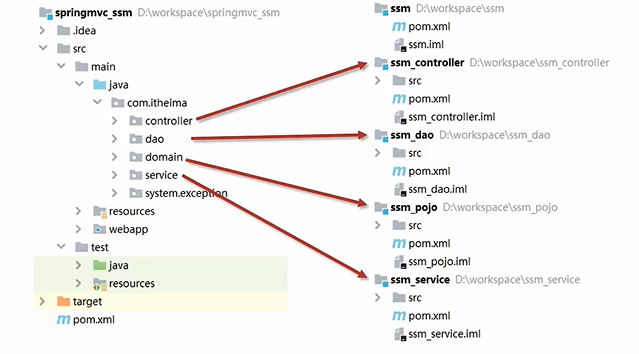 springmvc_ssm D:\workspace\springmvc_ssm
.idea
src
main
java
com.itheima
controller
dao
domain
service
system.exception
resources
webapp
test
java
resources
target
pom.xml
ssm D:\workspace\ssm
pom.xml
ssm.iml
ssm_controller D:\workspace\ssm_controller
src
pom.xml
ssm_controller.iml
ssm_dao D:\workspace\ssm_dao
src
pom.xml
ssm_dao.iml
ssm_pojo D:\workspace\ssm_pojo
src
pom.xml
ssm_pojo.iml
ssm_service D:\workspace\ssm_service
src
pom.xml
ssm_service.iml